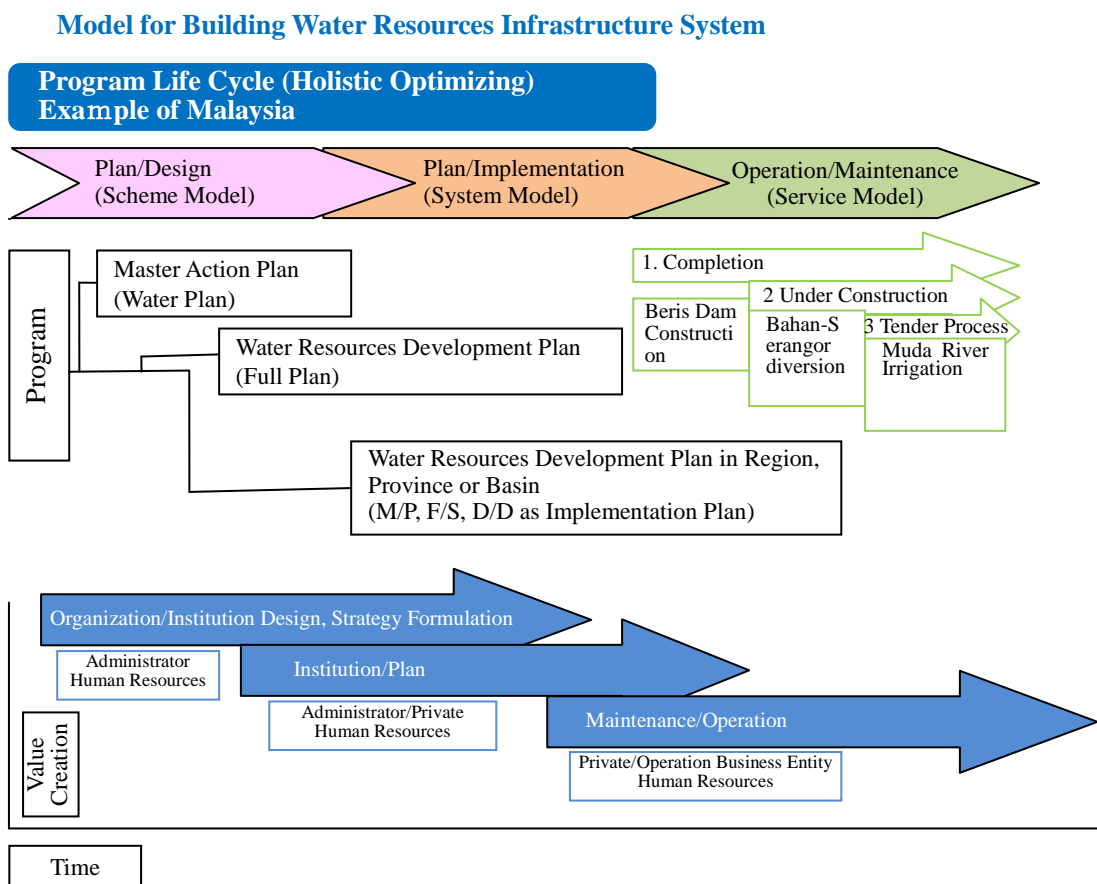 Model for Building Water Resources Infrastructure System
Program Life Cycle (Holistic Optimizing)
Example of Malaysia
Plan/Design
(Scheme Model)
Plan/Implementation
(System Model)
Operation/Maintenance
(Service Model)
Program
Master Action Plan
(Water Plan)
Water Resources Development Plan
(Full Plan)
Water Resources Development Plan in Region,
Province or Basin
(M/P, F/S, D/D as Implementation Plan)
1. Completion
Beris Dam
Constructi
on
2 Under Construction
Bahan-S
erangor
diversion
3 Tender Process
Muda River
Irrigation
Organization/Institution Design, Strategy Formulation
Administrator
Human Resources
Institution/Plan
Administrator/Private
Human Resources
Maintenance/Operation
Private/Operation Business Entity
Human Resources
Value
Creation
Time